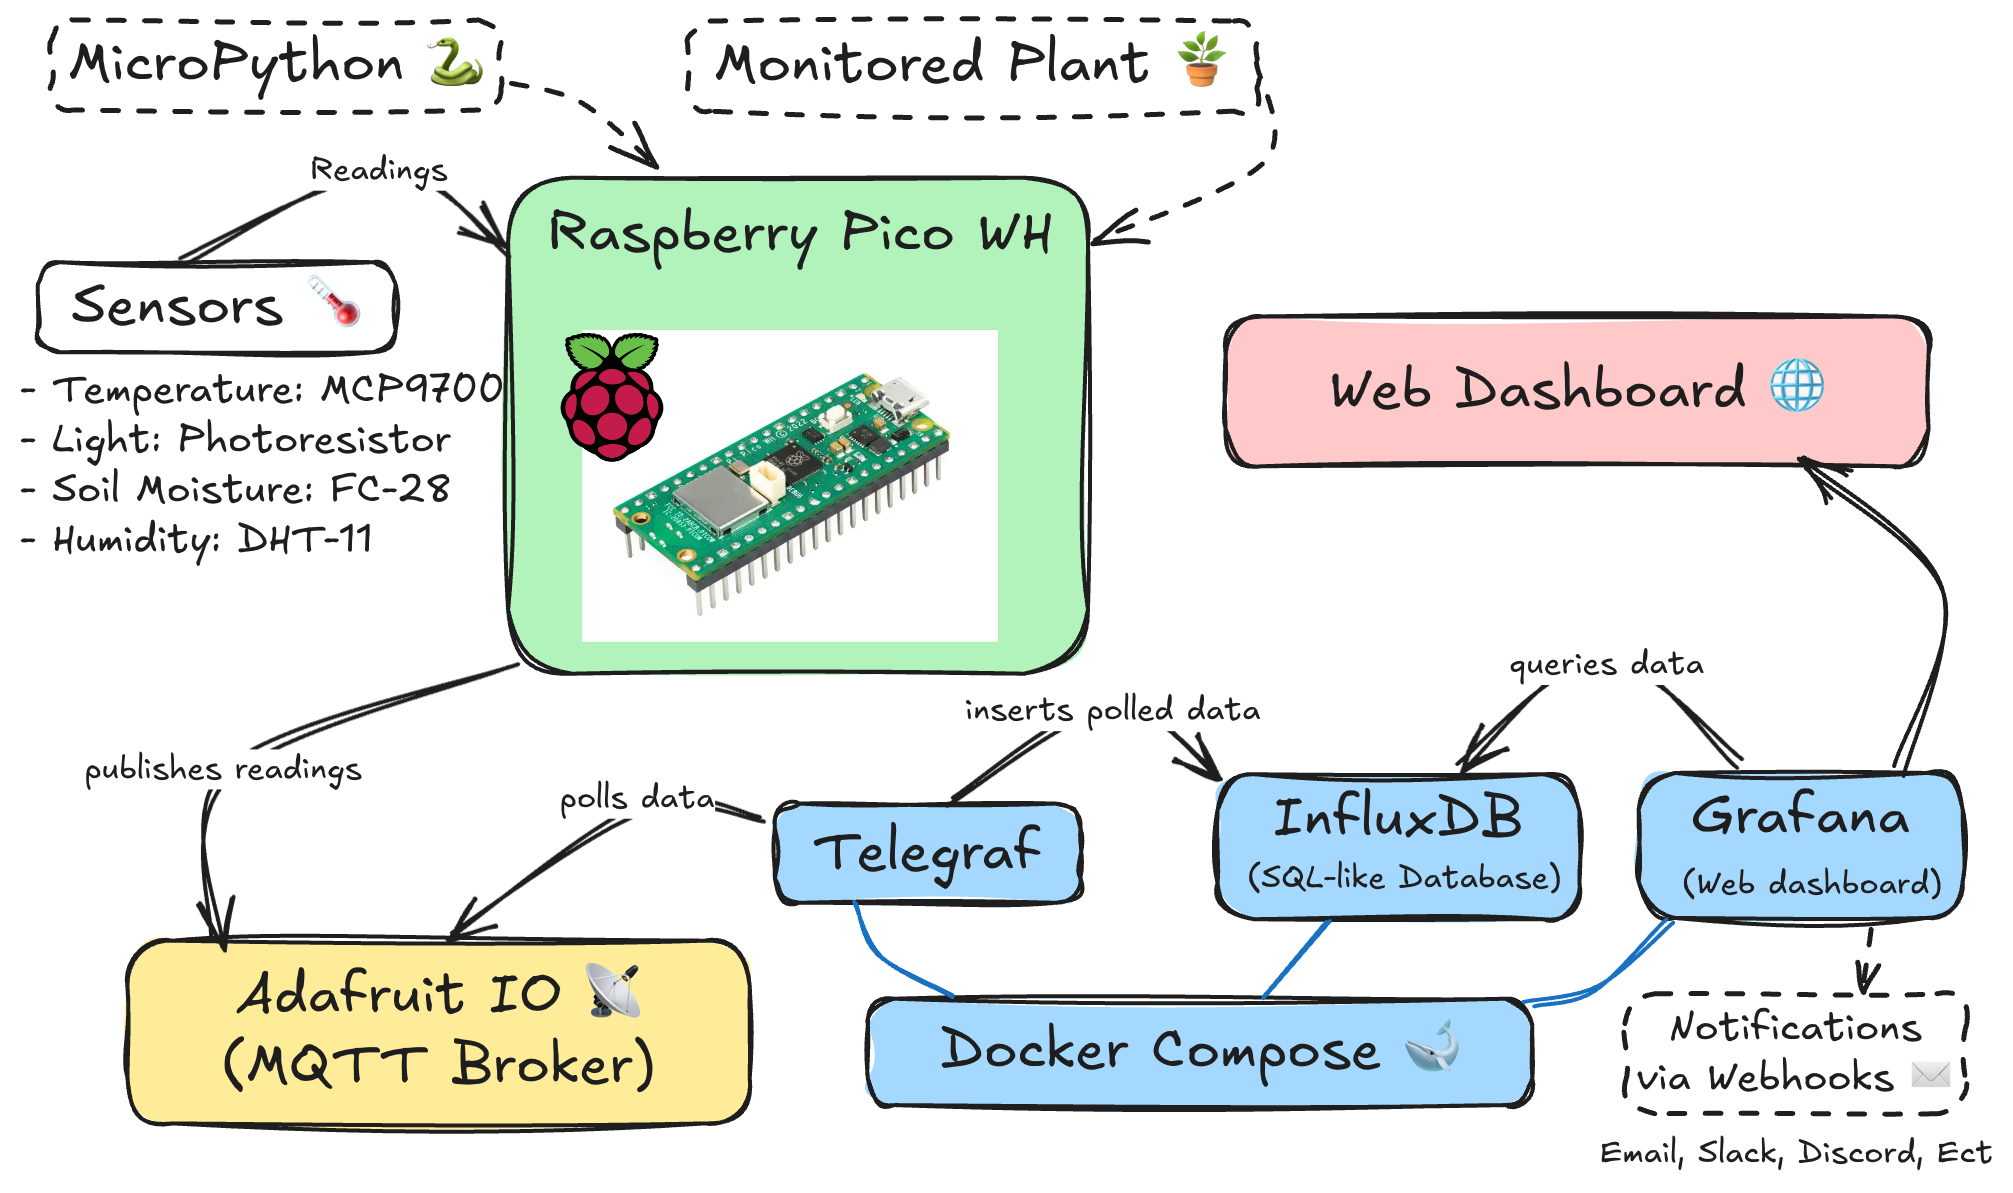 MicroPython
Monitored Plant
Readings
Raspberry Pico WH
Sensors
- Temperature: MCP9700
- Light: Photoresistor
- Soil Moisture: FC-28
- Humidity: DHT-11
Web Dashboard
queries data
inserts polled data
publishes readings
polls data
Telegraf
InfluxDB
(SQL-like Database)
Grafana
(Web dashboard)
Adafruit IO
(MQTT Broker)
Docker Compose
Notifications
via Webhooks
Email, Slack, Discord, Ect